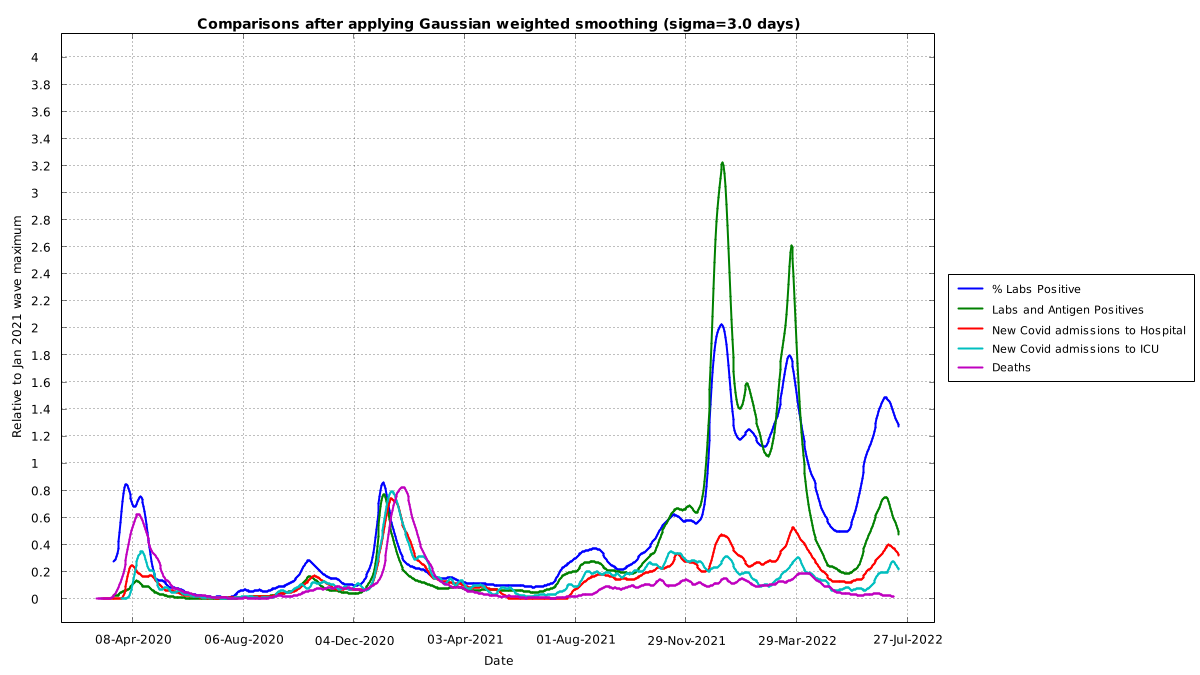 Comparisons after applying Gaussian weighted smoothing (sigma=3.0 days)
Relative to Jan 2021 wave maximum
4
3.8
3.6
3.4
3.2
3
2.8
2.6
2.4
2.2
2
1.8
1.6
1.4
1.2
1
0.8
0.6
0.4
0.2
0
08-Apr-2020 06-Aug-2020 04-Dec-2020 03-Apr-2021 01-Aug-2021 29-Nov-2021 29-Mar-2022 27-Jul-2022
Date
% Labs Positive
Labs and Antigen Positives
New Covid admissions to Hospital
New Covid admissions to ICU
Deaths